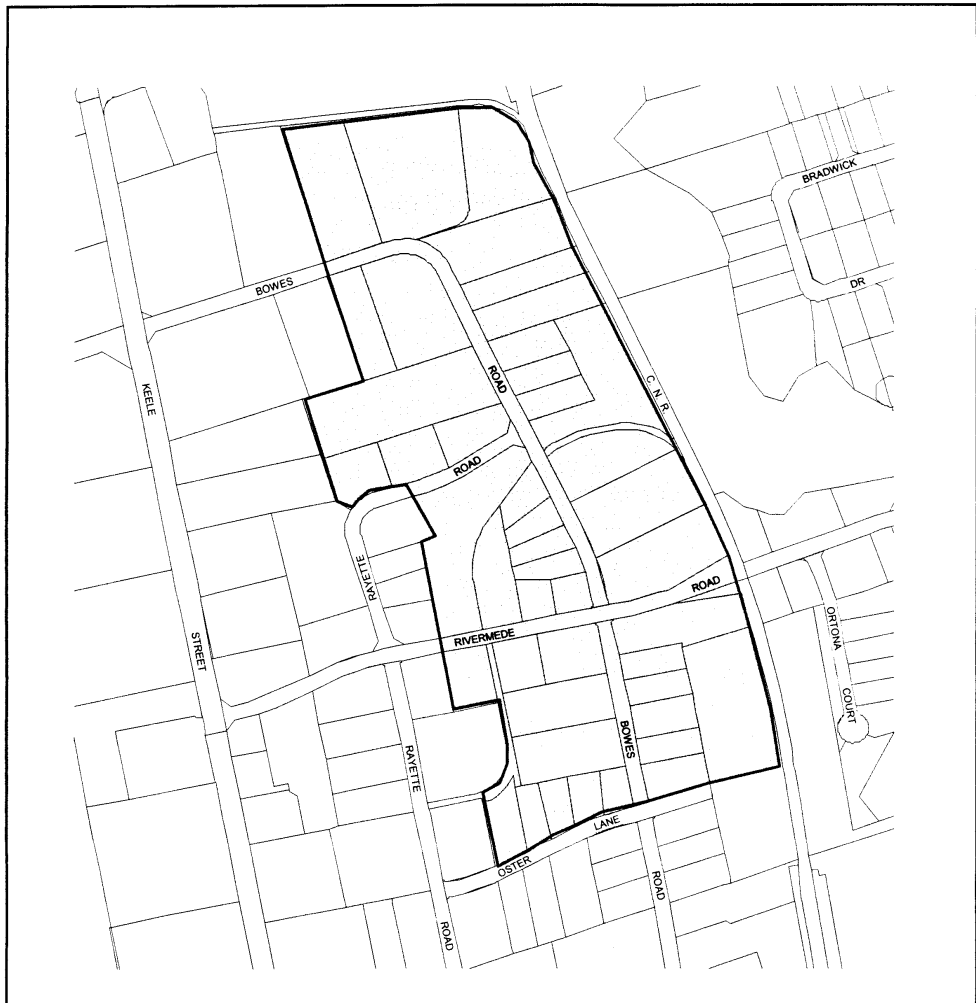 BRADWICK
DR
BOWES
KEELE
ROAD
C N R
ROAD
RAYETTE
ROAD
RIVERMEDE
ORTONA
COURT
STREET
BOWES
RAYETTE
LANE
OSTER
ROAD
ROAD